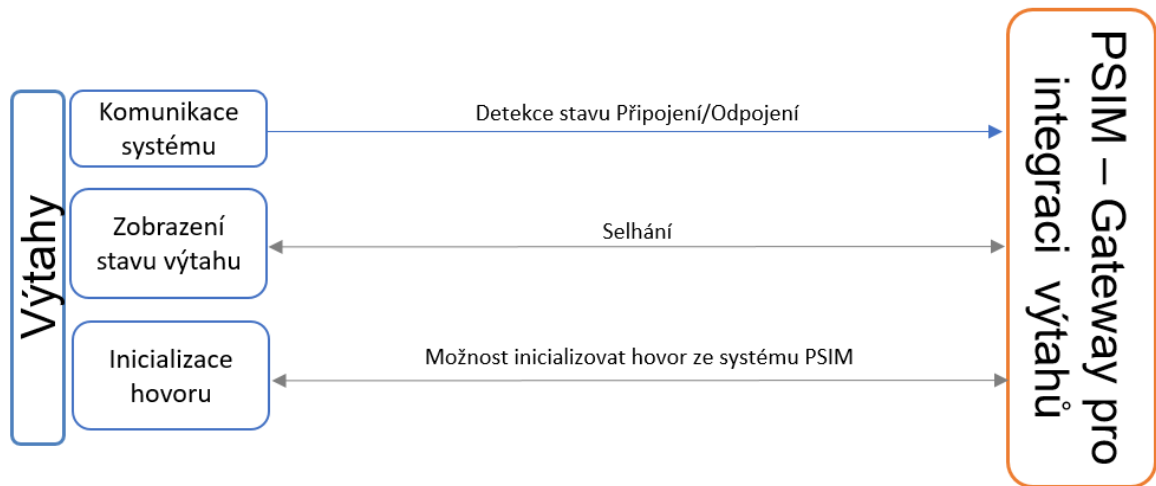 Výtahy
Komunikace
systému
Detekce stavu Připojení/Odpojení
Zobrazení
stavu výtahu
Selhání
Inicializace
hovoru
Možnost inicializovat hovor ze systému PSIM
PSIM – Gateway pro
integraci výtahů